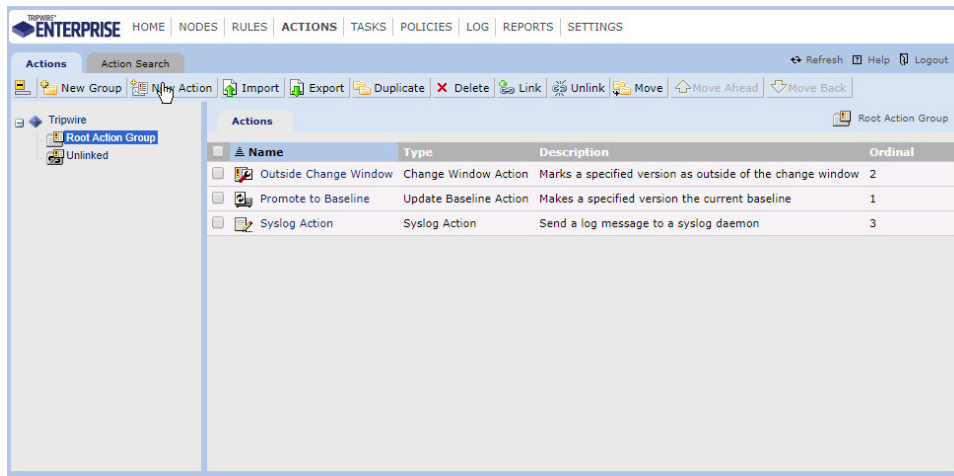 TRIPWIRE
ENTERPRISE HOME NODES RULES ACTIONS TASKS POLICIES LOG REPORTS SETTINGS
Actions Action Search Refresh Help Logout
New Group New Action Import Export Duplicate Delete Link Unlink Move Move Ahead Move Back
Tripwire
Root Action Group
Unlinked
Actions Root Action Group
Name Type Description Ordinal
Outside Change Window Change Window Action Marks a specified version as outside of the change window 2
Promote to Baseline Update Baseline Action Makes a specified version the current baseline 1
Syslog Action Syslog Action Send a log message to a syslog daemon 3